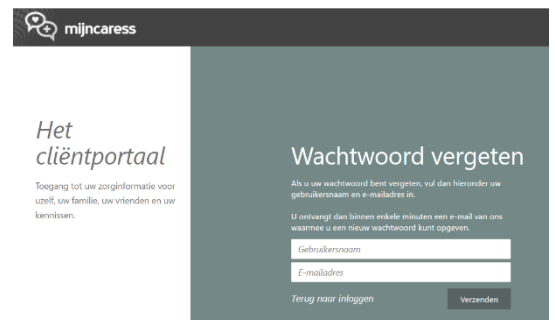 mijncaress
Het
cliëntportaal
Toegang tot uw zorginformatie voor
uzelf, uw familie, uw vrienden en uw
kennissen.
Wachtwoord vergeten
Als u uw wachtwoord bent vergeten, vul dan hieronder uw
gebruikersnaam en e-mailadres in.
U ontvangt dan binnen enkele minuten een e-mail van ons
waarmee u een nieuw wachtwoord kunt opgeven.
Gebruikersnaam
E-mailadres
Terug naar inloggen
Verzenden